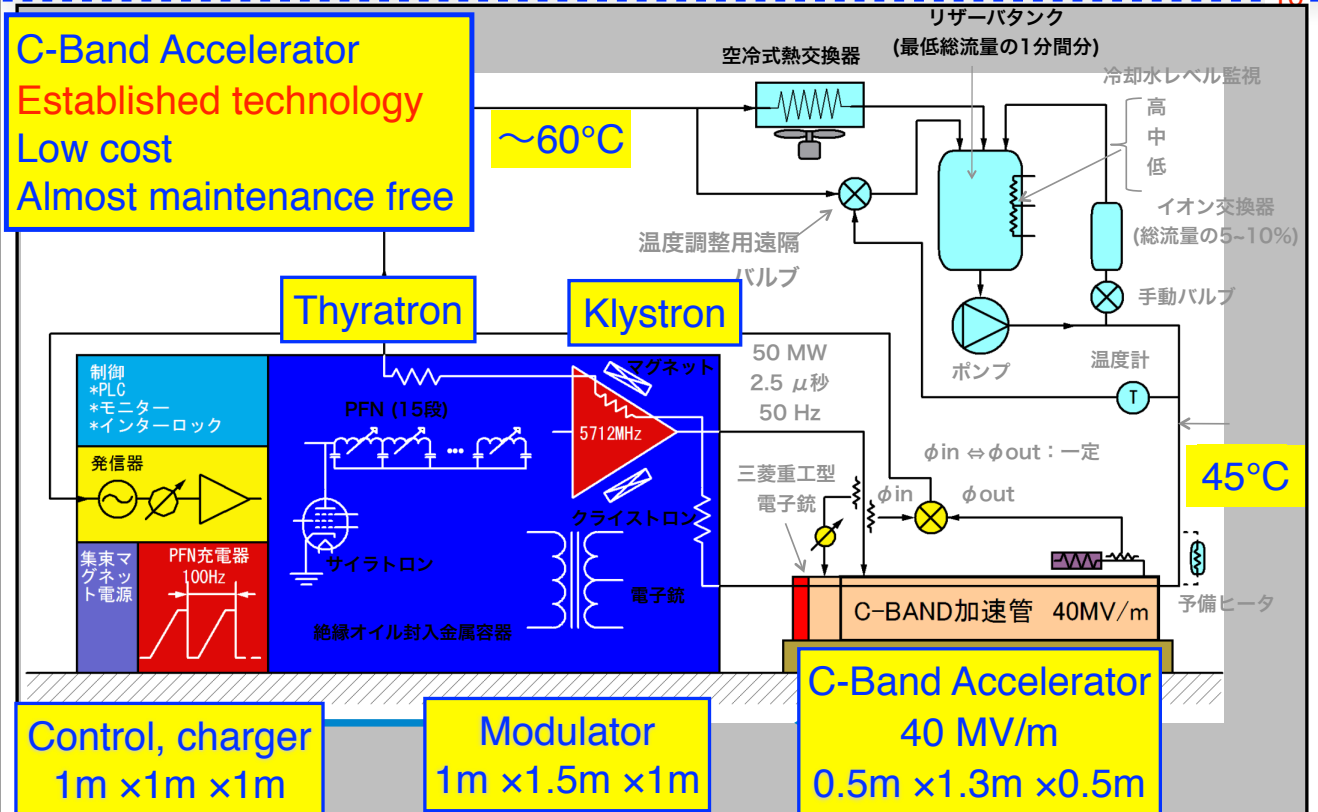 C-Band Accelerator
Established technology
Low cost
Almost maintenance free
リザーバタンク
(最低総流量の1分間分)
空冷式熱交換器
冷却水レベル監視
高
中
低
〜60°C
イオン交換器
(総流量の5~10%)
温度調整用遠隔
バルブ
手動バルブ
Thyratron
Klystron
ポンプ
温度計
T
50 MW
2.5 μ秒
50 Hz
制御
*PLC
*モニター
*インターロック
マグネット
PFN (15段)
5712MHz
発信器
φin ⇔ φout：一定
三菱重工型
電子銃
φin
φout
45°C
クライストロン
サイラトロン
集束マ
グネッ
ト電源
PFN充電器
100Hz
電子銃
絶縁オイル封入金属容器
C-BAND加速管 40MV/m
予備ヒータ
Control, charger
1m ×1m ×1m
Modulator
1m ×1.5m ×1m
C-Band Accelerator
40 MV/m
0.5m ×1.3m ×0.5m